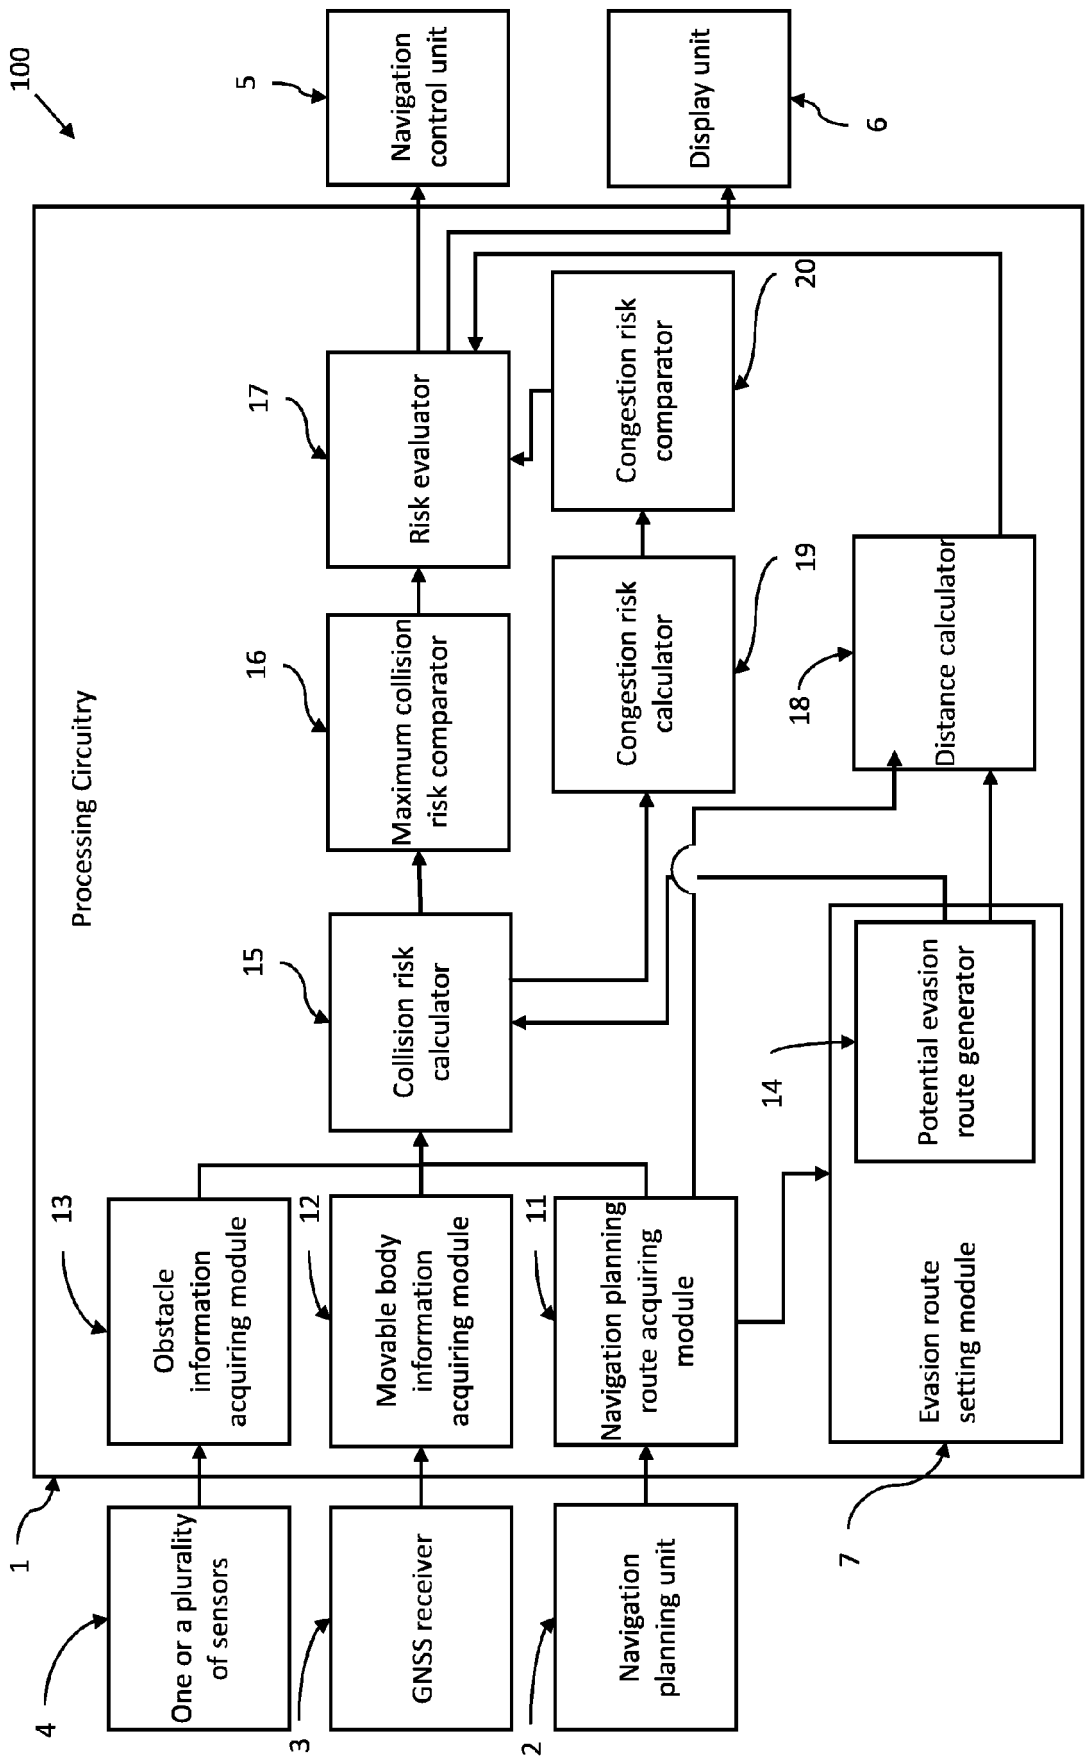 100
1
Processing Circuitry
4
One or a plurality
of sensors
13
Obstacle
information
acquiring module
3
GNSS receiver
12
Movable body
information
acquiring module
15
Collision risk
calculator
16
Maximum collision
risk comparator
17
Risk evaluator
5
Navigation
control unit
2
Navigation
planning unit
11
Navigation planning
route acquiring
module
19
Congestion risk
calculator
20
Congestion risk
comparator
6
Display unit
7
Evasion route
setting module
14
Potential evasion
route generator
18
Distance calculator